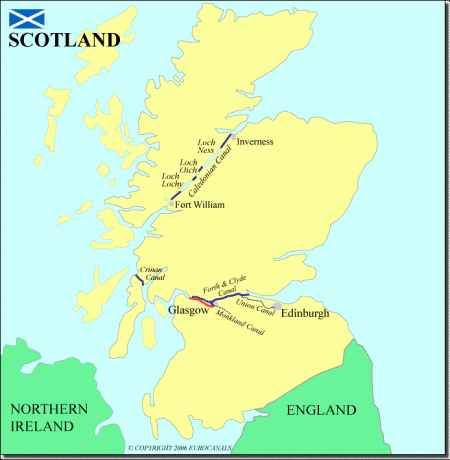 SCOTLAND
Inverness
Loch
Ness
Caledonian Canal
Loch
Oich
Loch
Lochy
Fort William
Crinan
Canal
Forth & Clyde
Canal
Union Canal
Glasgow
Edinburgh
Monkland Canal
NORTHERN
IRELAND
ENGLAND
© COPYRIGHT 2006 EUROCANALS